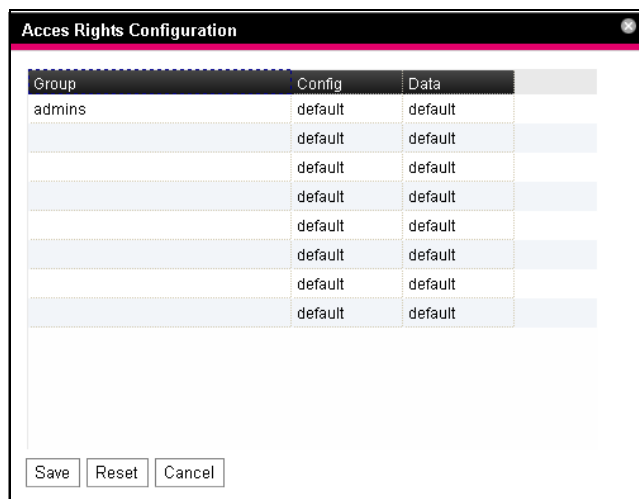 Acces Rights Configuration
Group Config Data
admins default default
default default
default default
default default
default default
default default
default default
default default
Save Reset Cancel